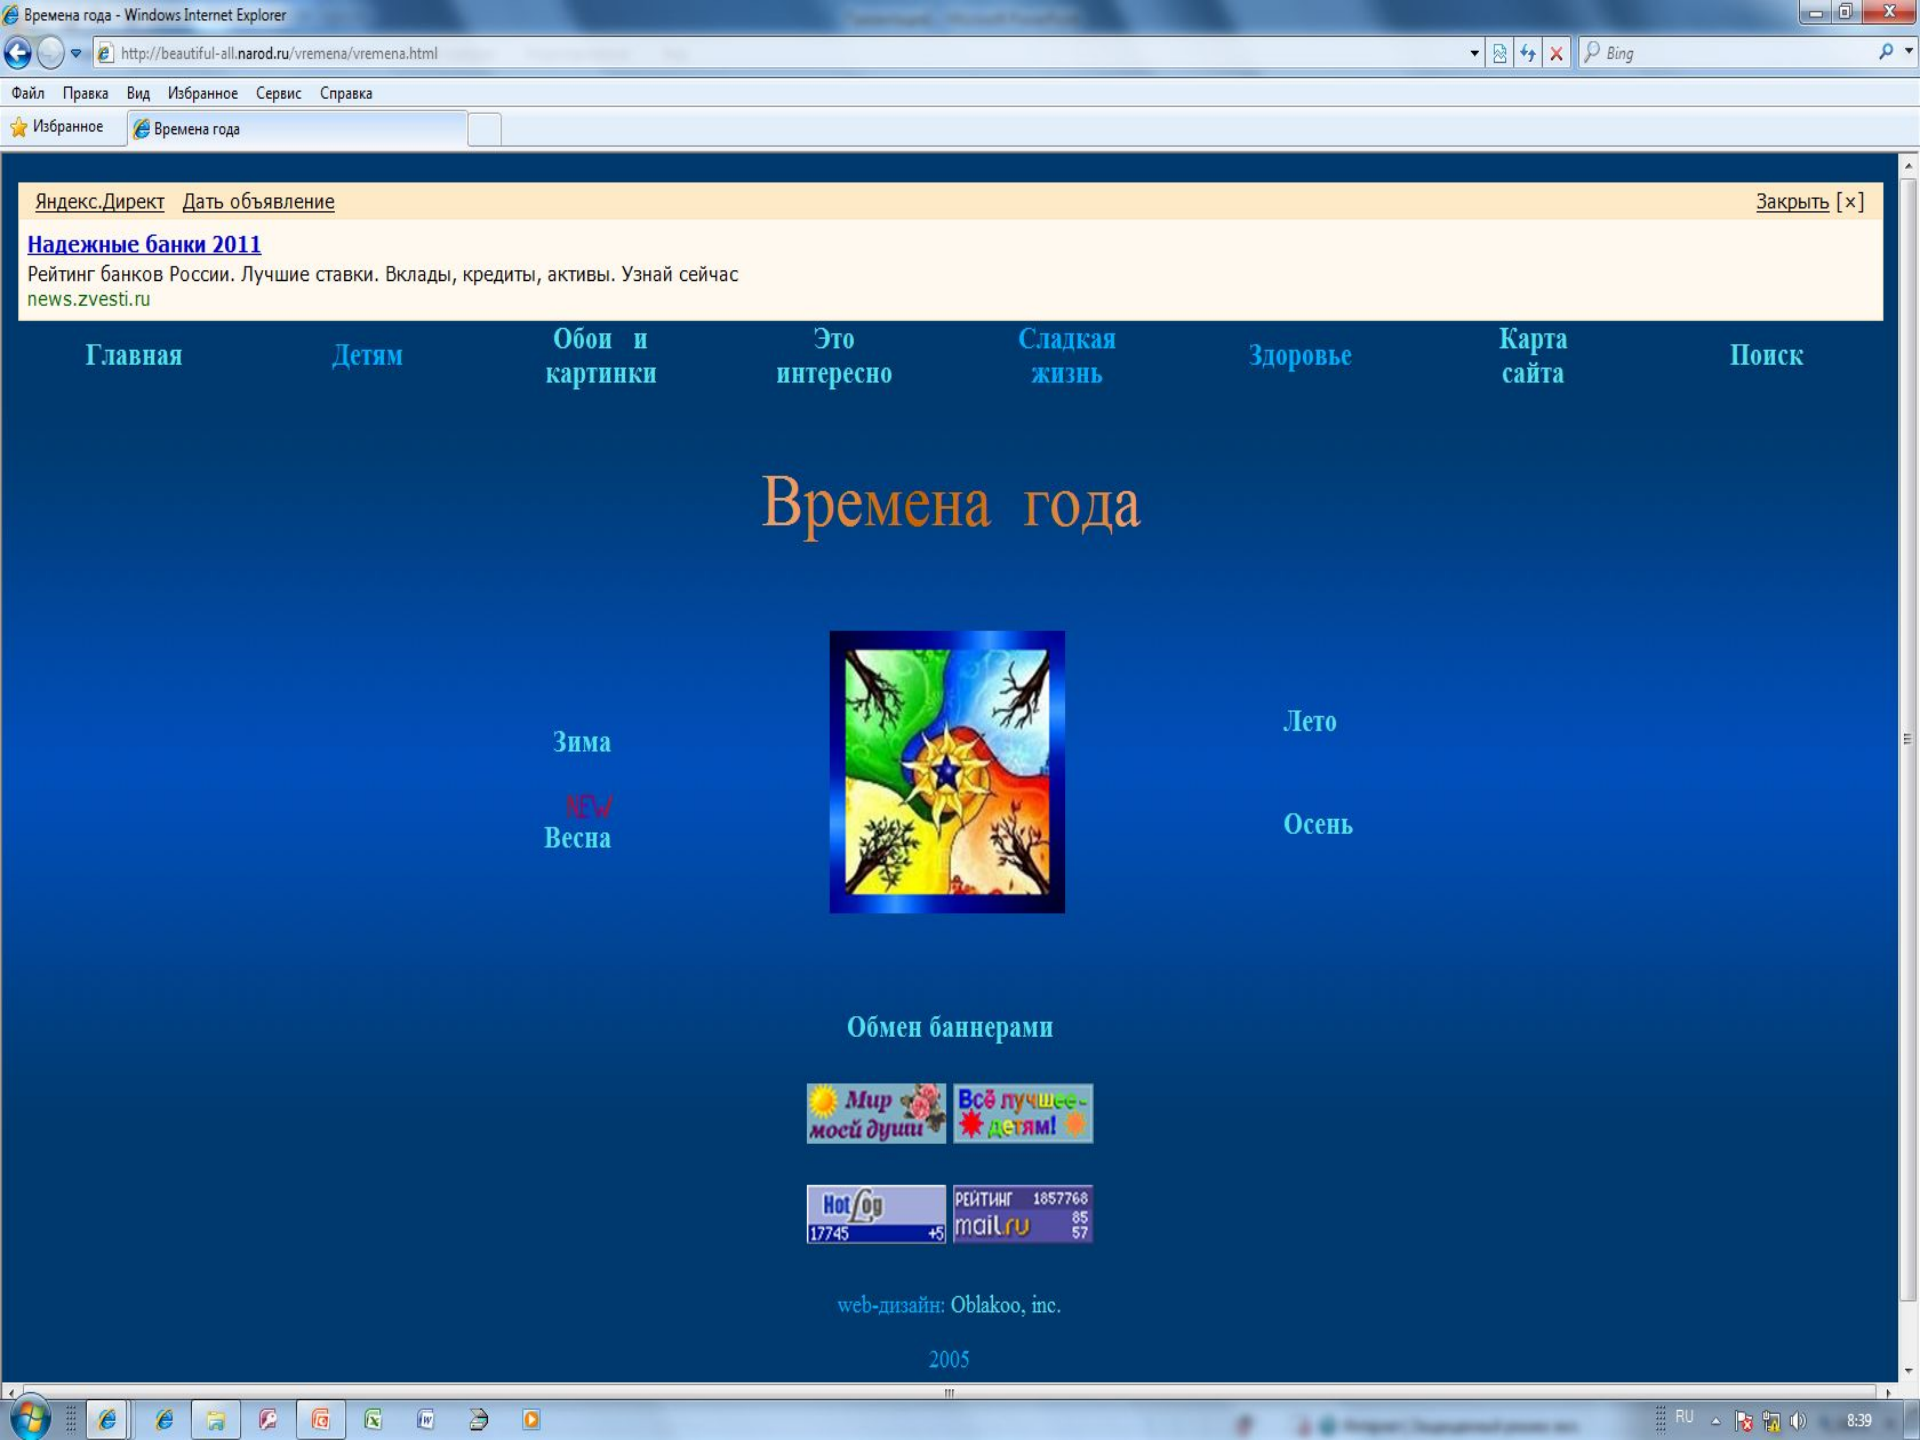 Времена года - Windows Internet Explorer
http://beautiful-all.narod.ru/vremena/vremena.html
Bing
Файл Правка Вид Избранное Сервис Справка
Избранное Времена года
Яндекс.Директ Дать объявление Закрыть [×]
Надежные банки 2011
Рейтинг банков России. Лучшие ставки. Вклады, кредиты, активы. Узнай сейчас
news.zvesti.ru
Главная Детям Обои и картинки Это интересно Сладкая жизнь Здоровье Карта сайта Поиск
Времена года
Зима
NEW
Весна
Лето
Осень
Обмен баннерами
Мир
моей души
Всё лучшее-
детям!
HotLog
17745 +5
РЕЙТИНГ 1857768
mail.ru 85
57
web-дизайн: Oblakoo, inc.
2005
RU 8:39